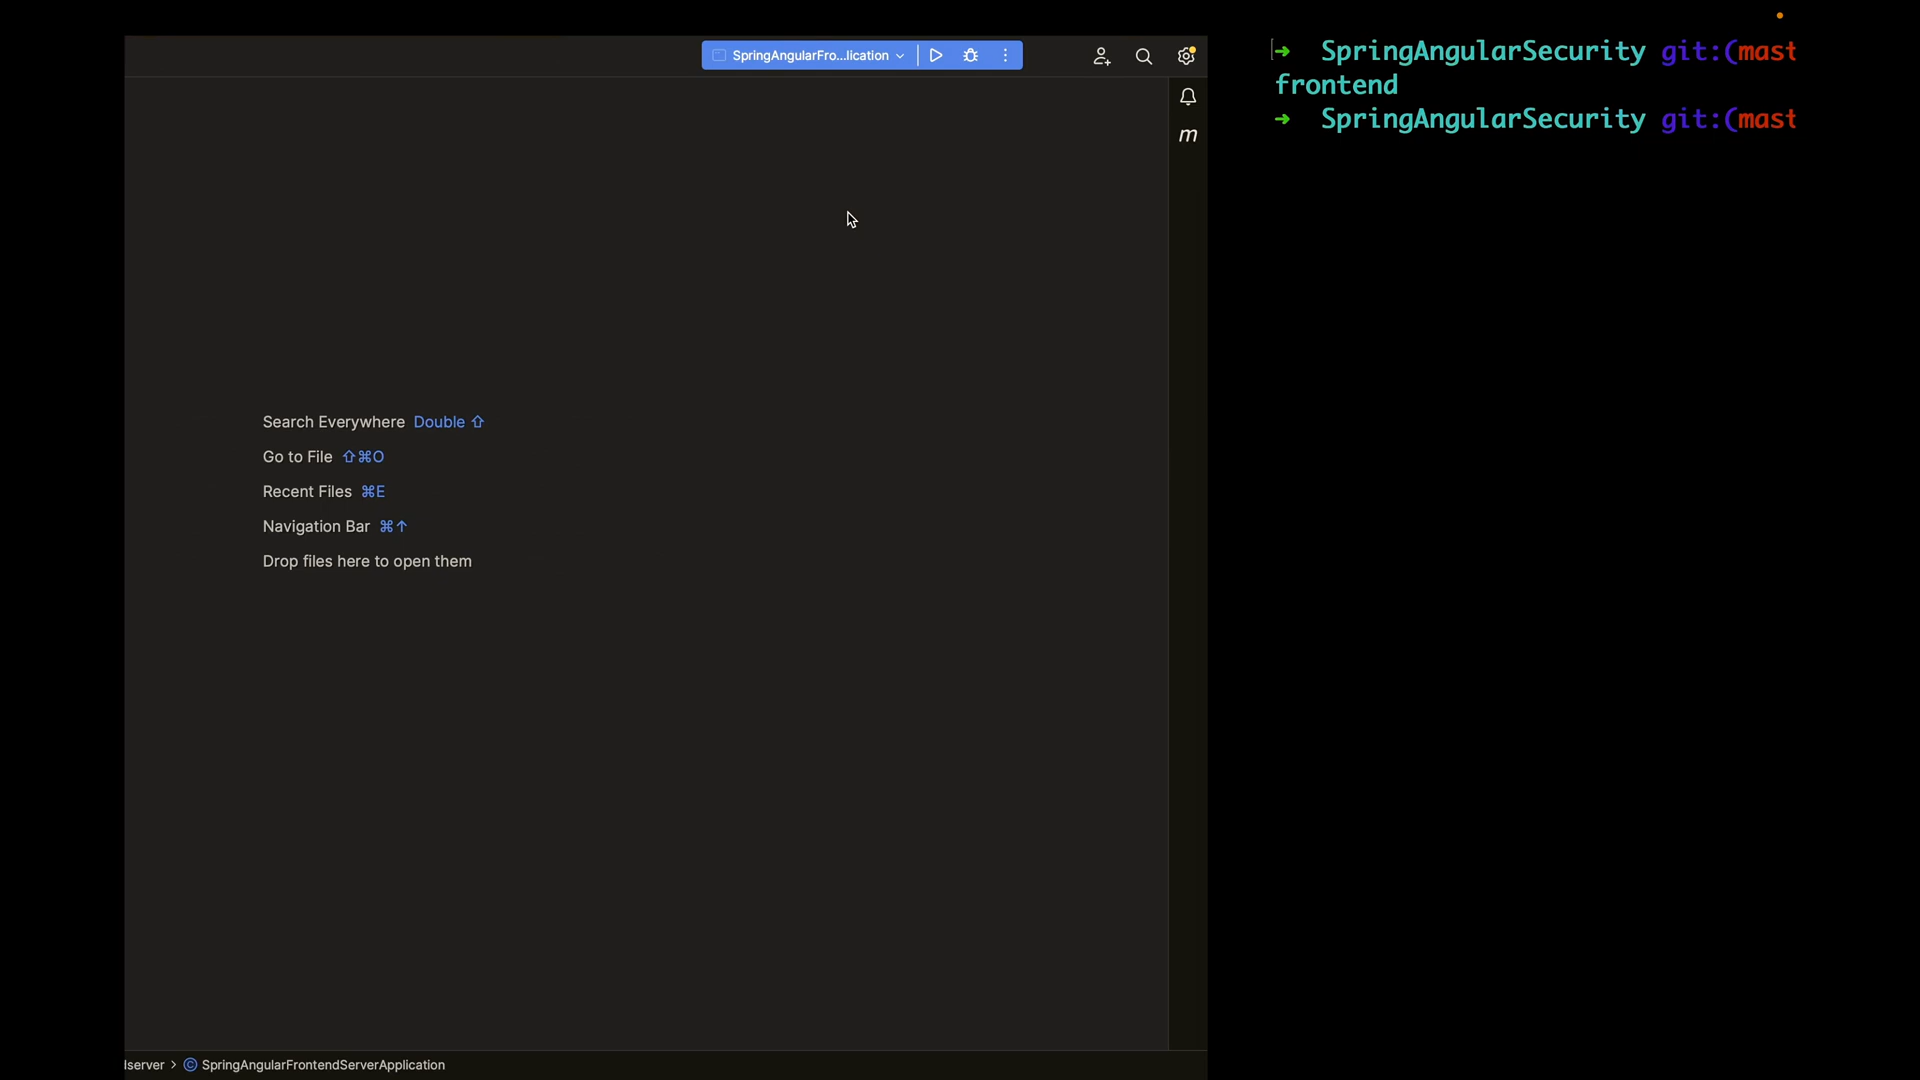 SpringAngularFro...lication
m
Search Everywhere Double ⇧
Go to File ⇧⌘O
Recent Files ⌘E
Navigation Bar ⌘↑
Drop files here to open them
lserver > © SpringAngularFrontendServerApplication
→ SpringAngularSecurity git:(mast
frontend
→ SpringAngularSecurity git:(mast